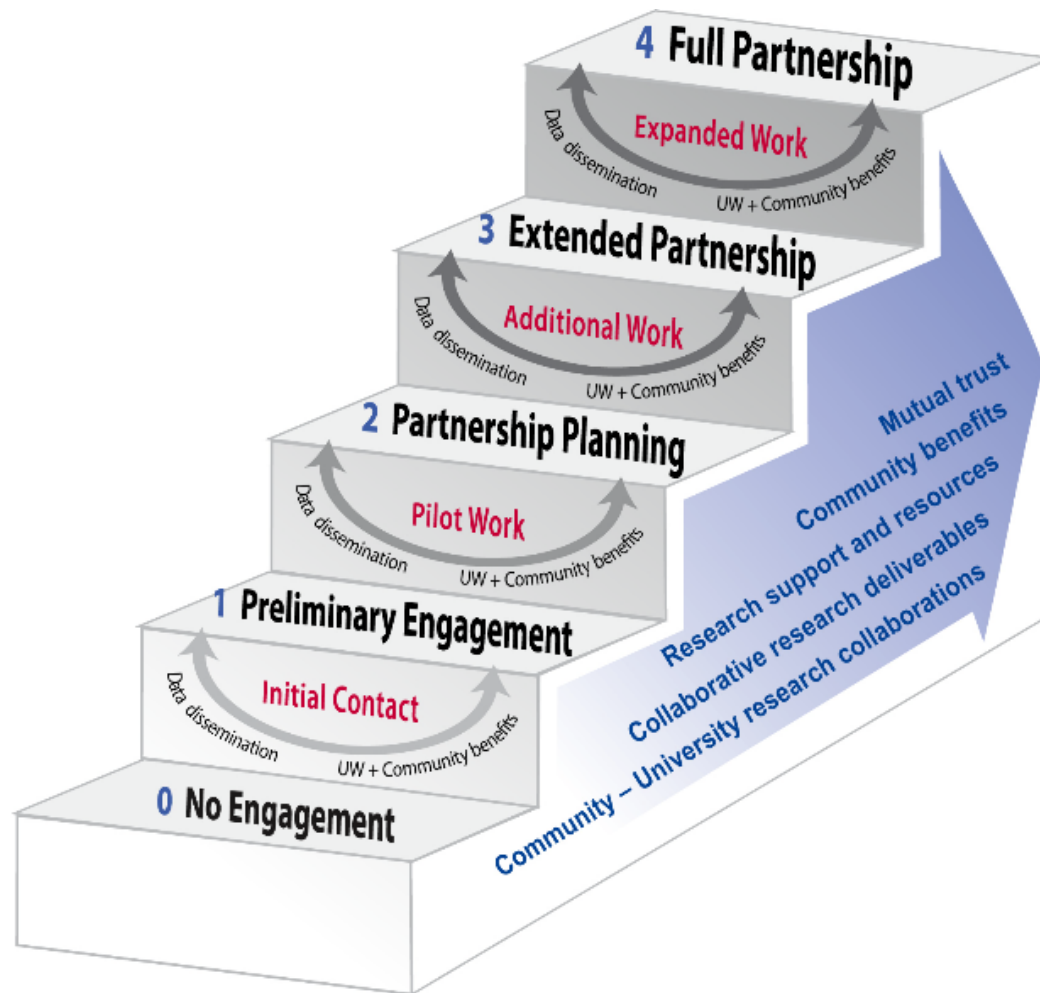 4 Full Partnership
Expanded Work
Data dissemination
UW + Community benefits
3 Extended Partnership
Additional Work
Data dissemination
UW + Community benefits
2 Partnership Planning
Pilot Work
Data dissemination
UW + Community benefits
1 Preliminary Engagement
Initial Contact
Data dissemination
UW + Community benefits
0 No Engagement
Mutual trust
Community benefits
Research support and resources
Collaborative research deliverables
Community – University research collaborations